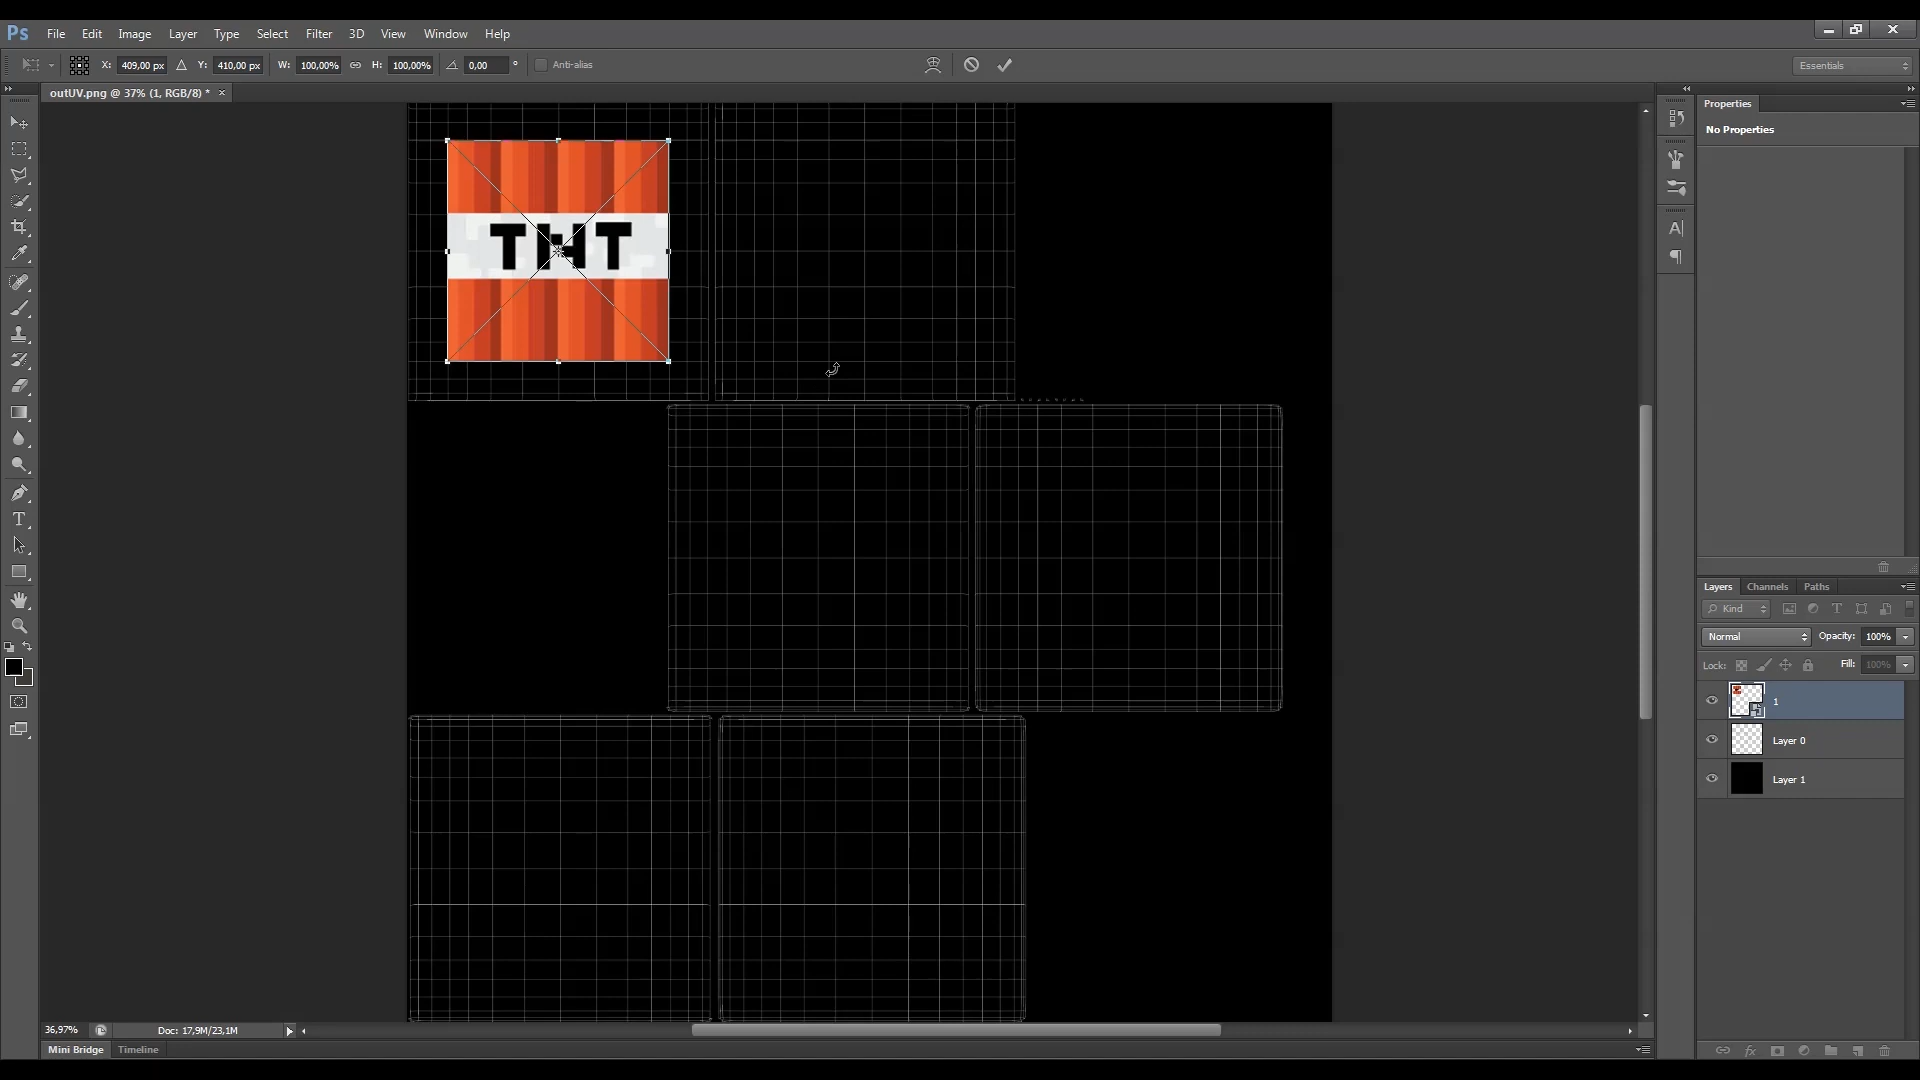 Ps File Edit Image Layer Type Select Filter 3D View Window Help
X: 409,00 px Y: 410,00 px W: 100,00% H: 100,00% 0,00 ° Anti-alias Essentials
outUV.png @ 37% (1, RGB/8) * ×
Properties
No Properties
TNT
Layers Channels Paths
Kind
Normal Opacity: 100%
Lock: Fill: 100%
1
Layer 0
Layer 1
36,97% Doc: 17,9M/23,1M
Mini Bridge Timeline